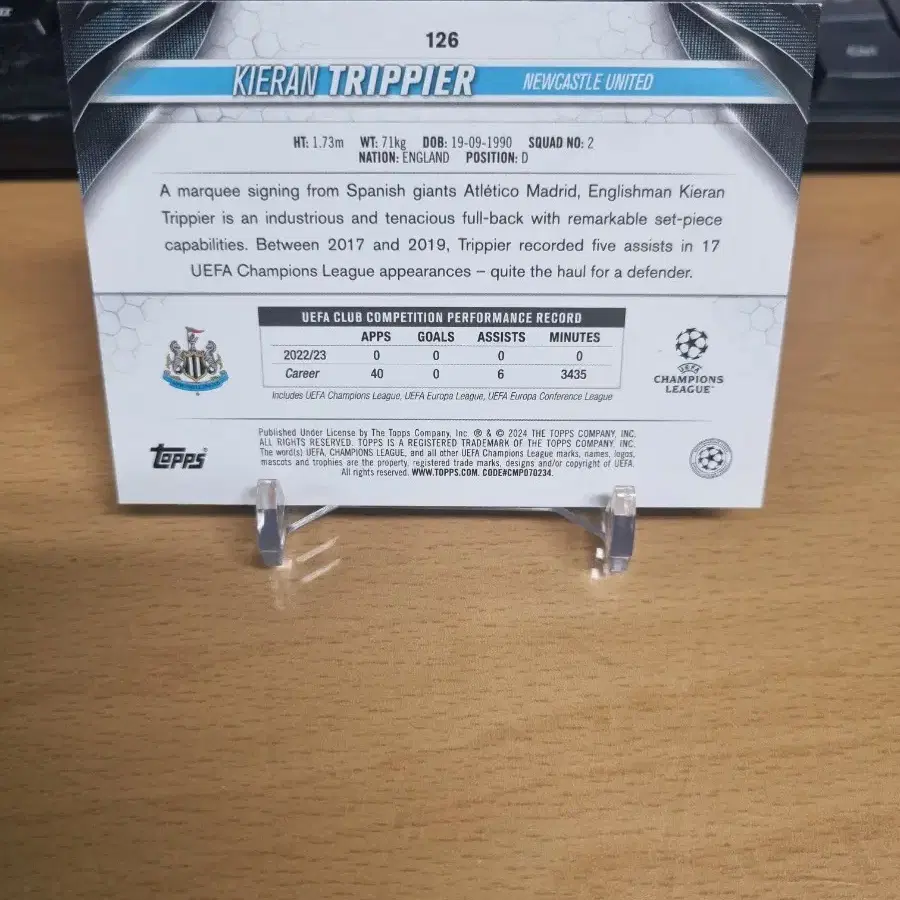 126
KIERAN TRIPPIER NEWCASTLE UNITED
HT: 1.73m WT: 71kg DOB: 19-09-1990 SQUAD NO: 2
NATION: ENGLAND POSITION: D
A marquee signing from Spanish giants Atlético Madrid, Englishman Kieran
Trippier is an industrious and tenacious full-back with remarkable set-piece
capabilities. Between 2017 and 2019, Trippier recorded five assists in 17
UEFA Champions League appearances – quite the haul for a defender.
UEFA CLUB COMPETITION PERFORMANCE RECORD
APPS GOALS ASSISTS MINUTES
2022/23 0 0 0 0
Career 40 0 6 3435
Includes UEFA Champions League, UEFA Europa League, UEFA Europa Conference League
UEFA
CHAMPIONS
LEAGUE™
Topps®
Published Under License by The Topps Company, Inc ® & © 2024 THE TOPPS COMPANY, INC.
ALL RIGHTS RESERVED. TOPPS IS A REGISTERED TRADEMARK OF THE TOPPS COMPANY, INC.
The word(s) UEFA, CHAMPIONS LEAGUE, and all other UEFA Champions League marks, names, logos,
mascots and trophies are the property, registered trade marks, designs and/or copyright of UEFA.
All rights reserved. WWW.TOPPS.COM. CODE#CMP070234.